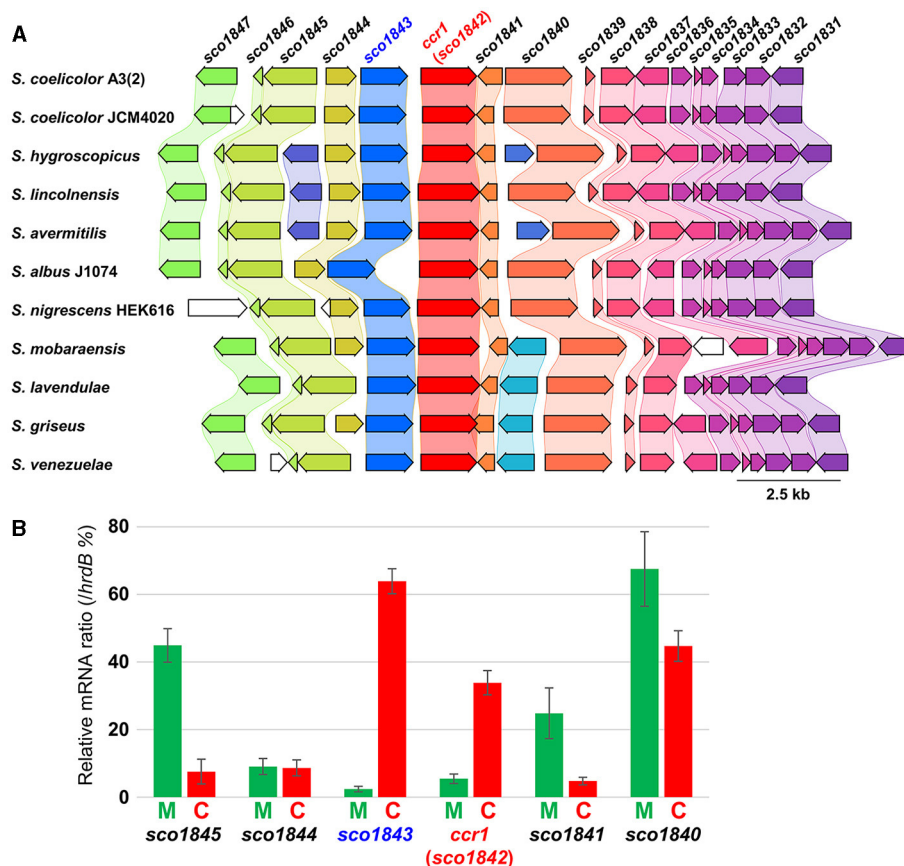 A
sco1847 sco1846 sco1845 sco1844 sco1843 ccr1 (sco1842) sco1841 sco1840 sco1839 sco1838 sco1837 sco1836 sco1835 sco1834 sco1833 sco1832 sco1831
S. coelicolor A3(2)
S. coelicolor JCM4020
S. hygroscopicus
S. lincolnensis
S. avermitilis
S. albus J1074
S. nigrescens HEK616
S. mobaraensis
S. lavendulae
S. griseus
S. venezuelae
2.5 kb
B
Relative mRNA ratio (/hrdB %)
80
60
40
20
0
M C M C M C M C M C M C
sco1845 sco1844 sco1843 ccr1 sco1841 sco1840
(sco1842)